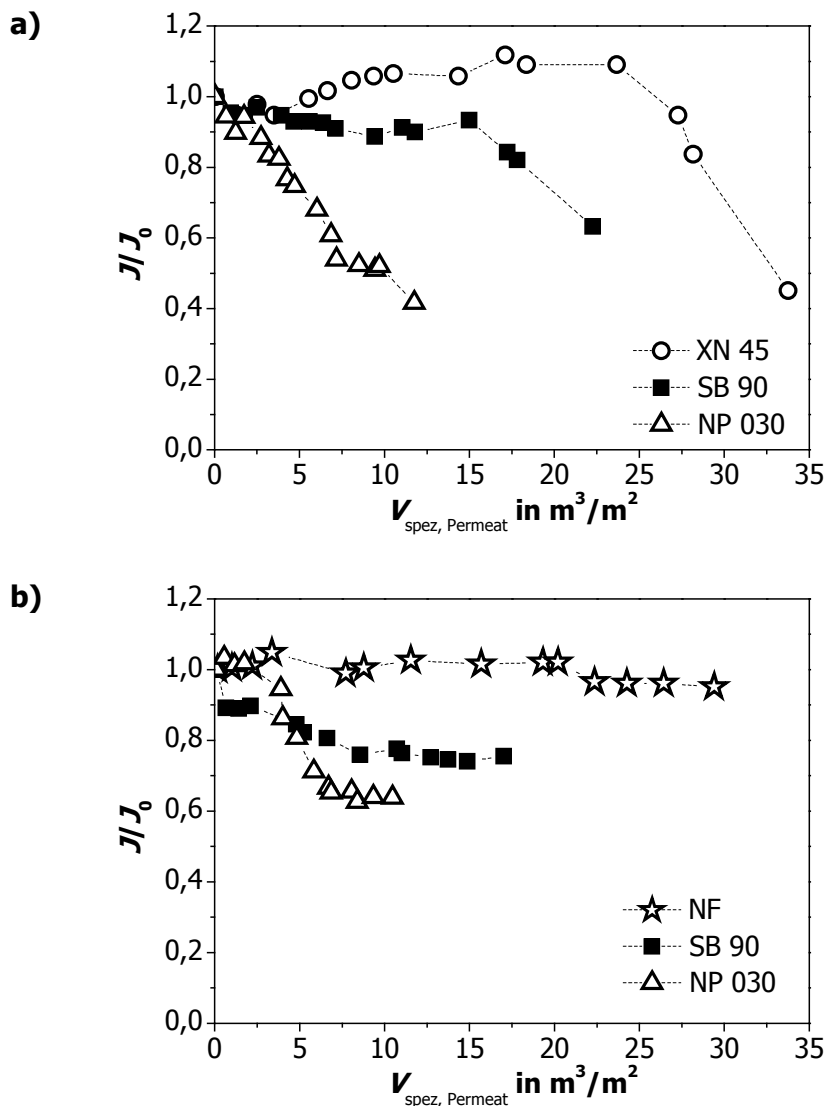 a)
1,2
1,0
0,8
0,6
0,4
0,2
0,0
J/J₀
XN 45
SB 90
NP 030
0 5 10 15 20 25 30 35
V spez, Permeat in m³/m²
b)
1,2
1,0
0,8
0,6
0,4
0,2
0,0
J/J₀
NF
SB 90
NP 030
0 5 10 15 20 25 30 35
V spez, Permeat in m³/m²